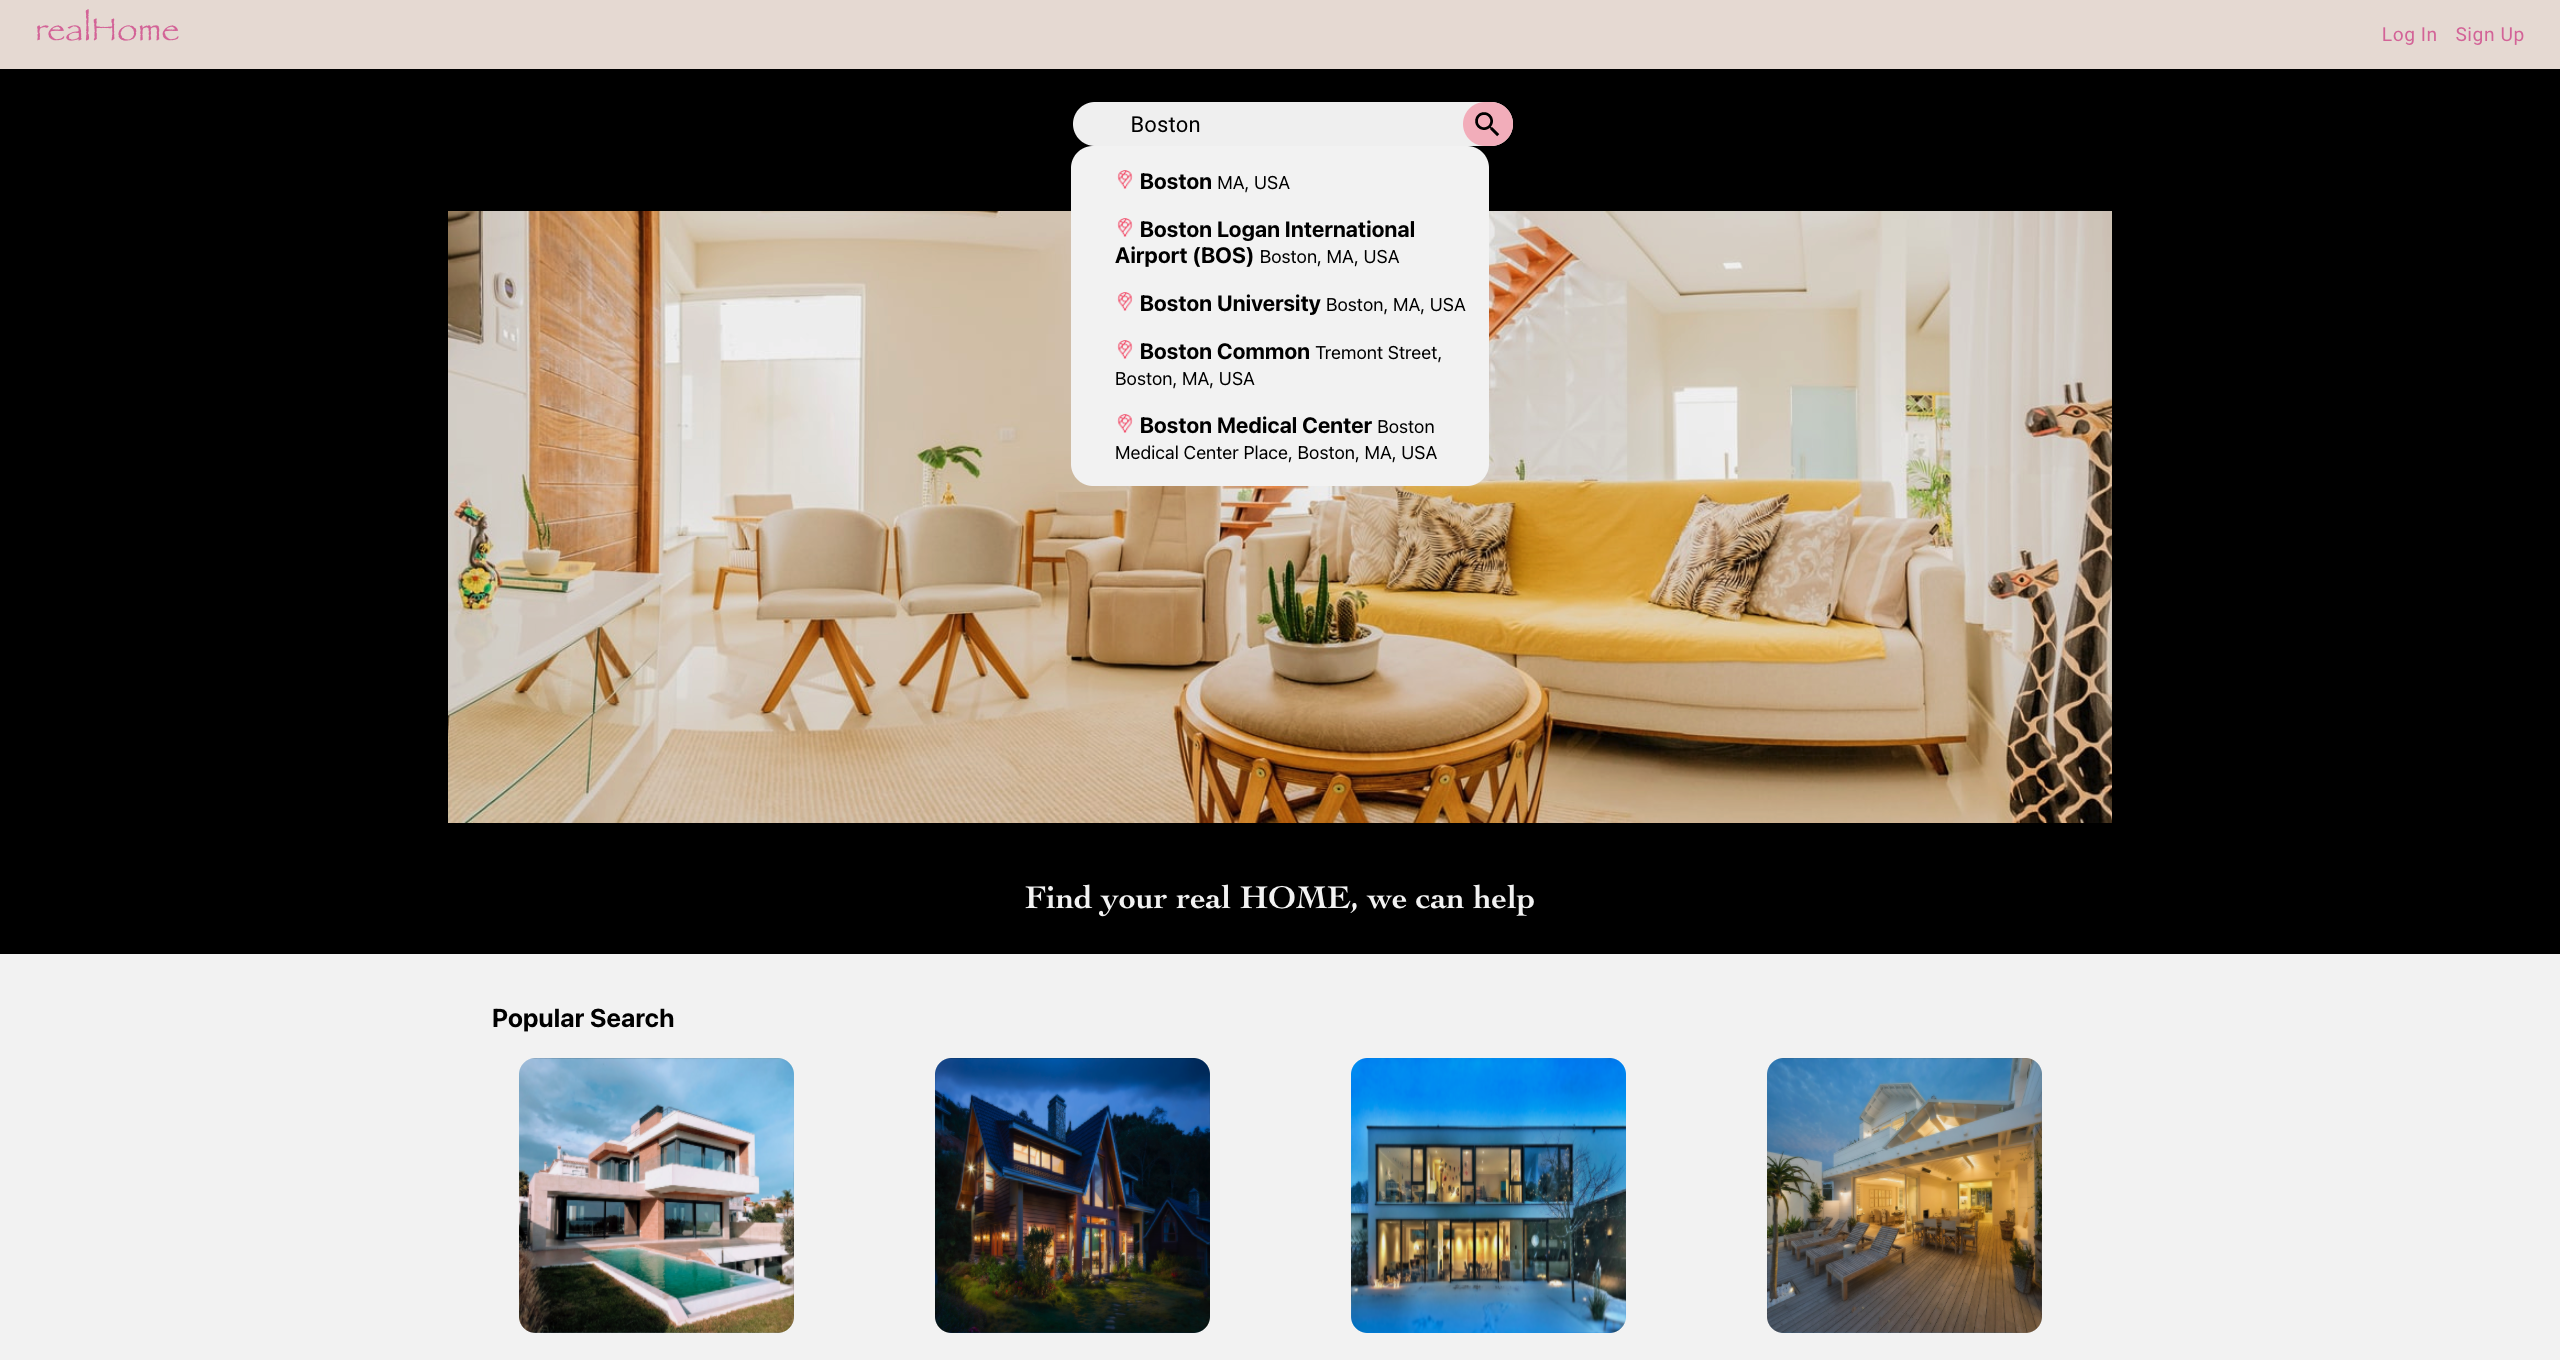 realHome
Log In Sign Up
Boston
Boston MA, USA
Boston Logan International
Airport (BOS) Boston, MA, USA
Boston University Boston, MA, USA
Boston Common Tremont Street,
Boston, MA, USA
Boston Medical Center Boston
Medical Center Place, Boston, MA, USA
Find your real HOME, we can help
Popular Search